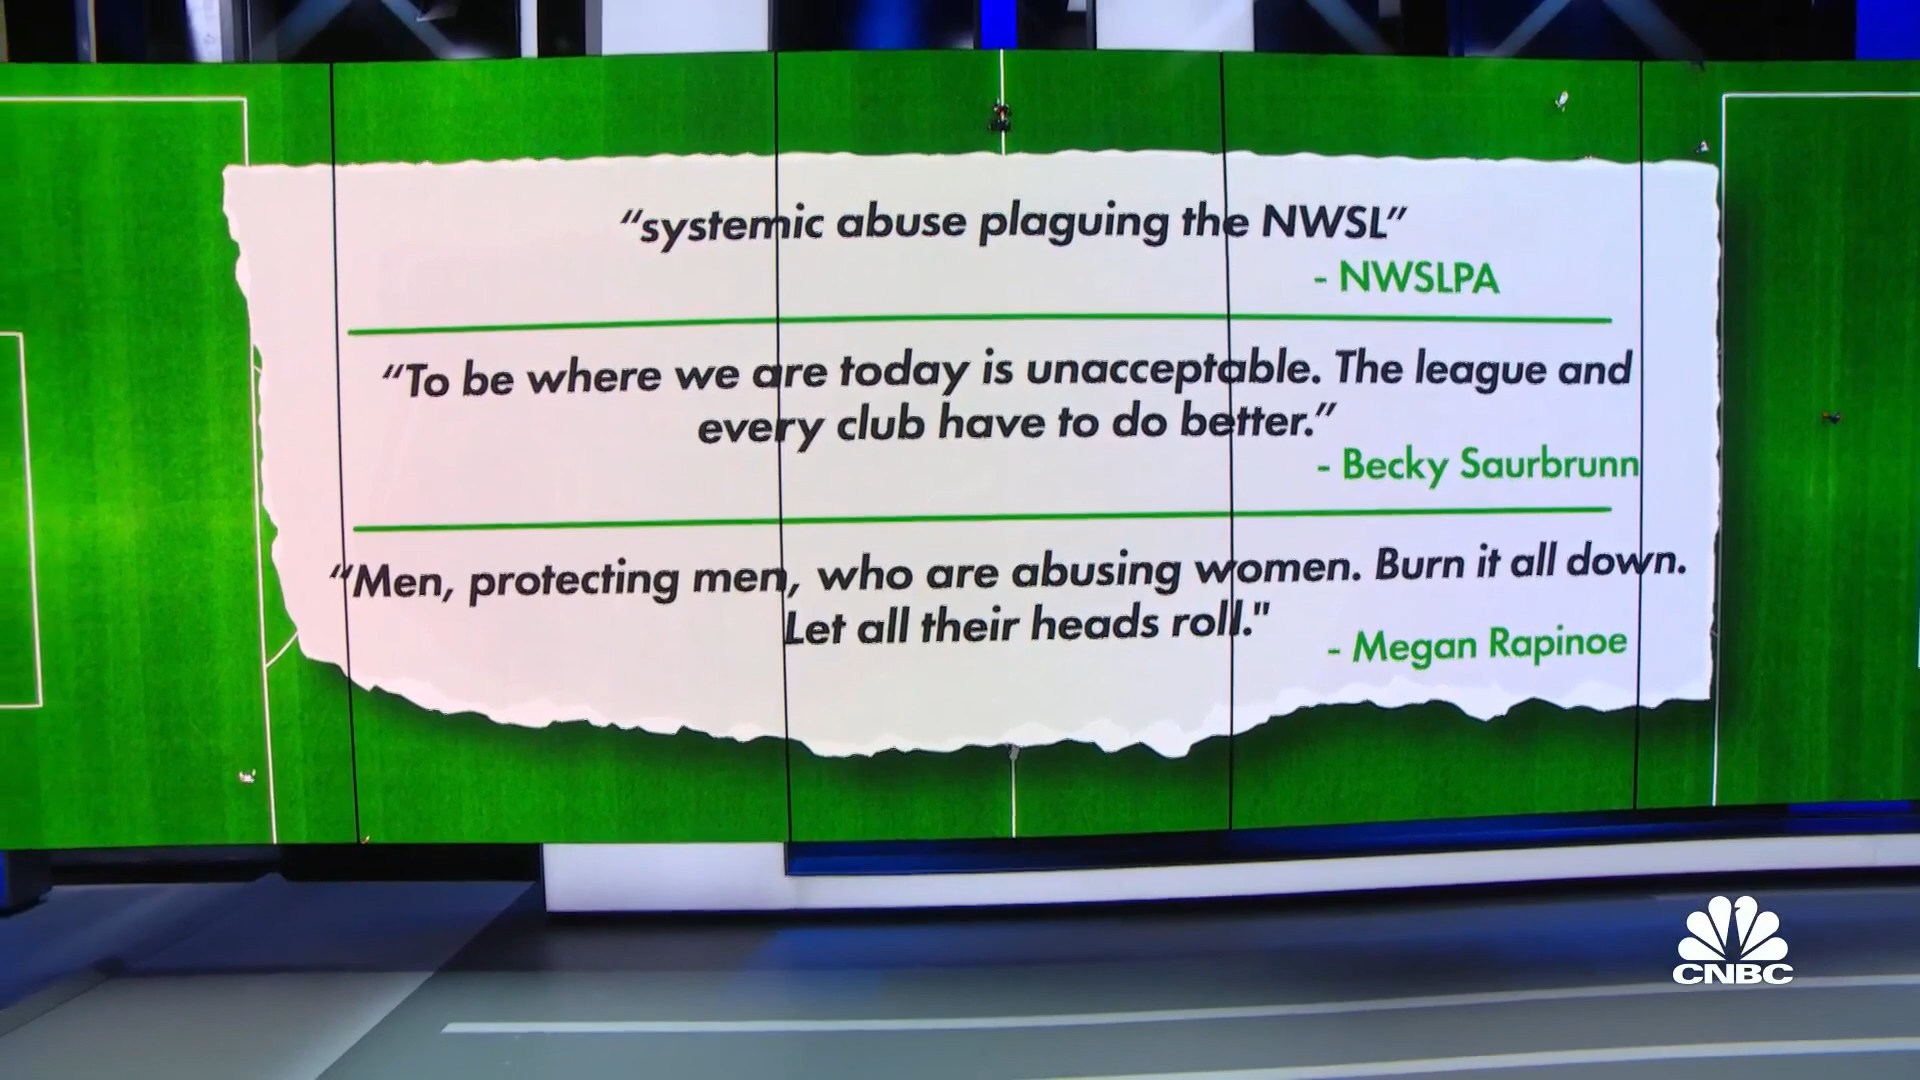 “systemic abuse plaguing the NWSL”
- NWSLPA
“To be where we are today is unacceptable. The league and
every club have to do better.”
- Becky Saurbrunn
“Men, protecting men, who are abusing women. Burn it all down.
Let all their heads roll."
- Megan Rapinoe
CNBC